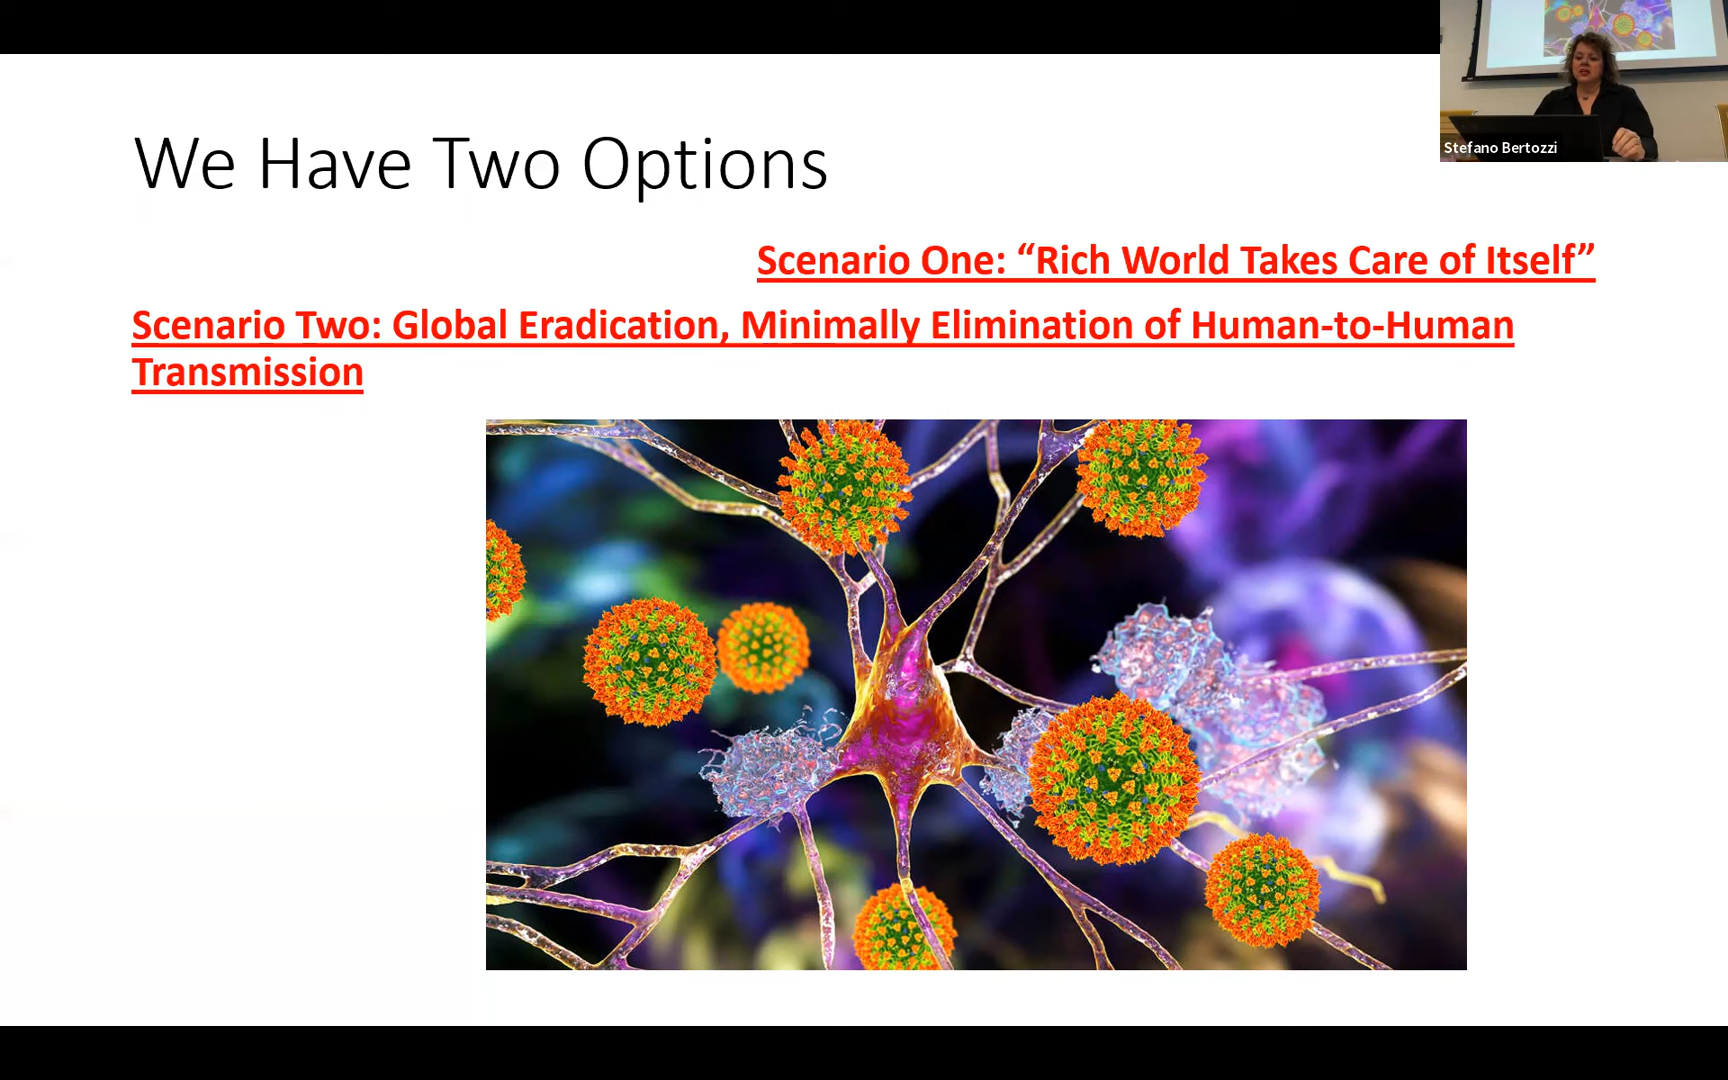 We Have Two Options
Scenario One: “Rich World Takes Care of Itself”
Scenario Two: Global Eradication, Minimally Elimination of Human-to-Human
Transmission
Stefano Bertozzi